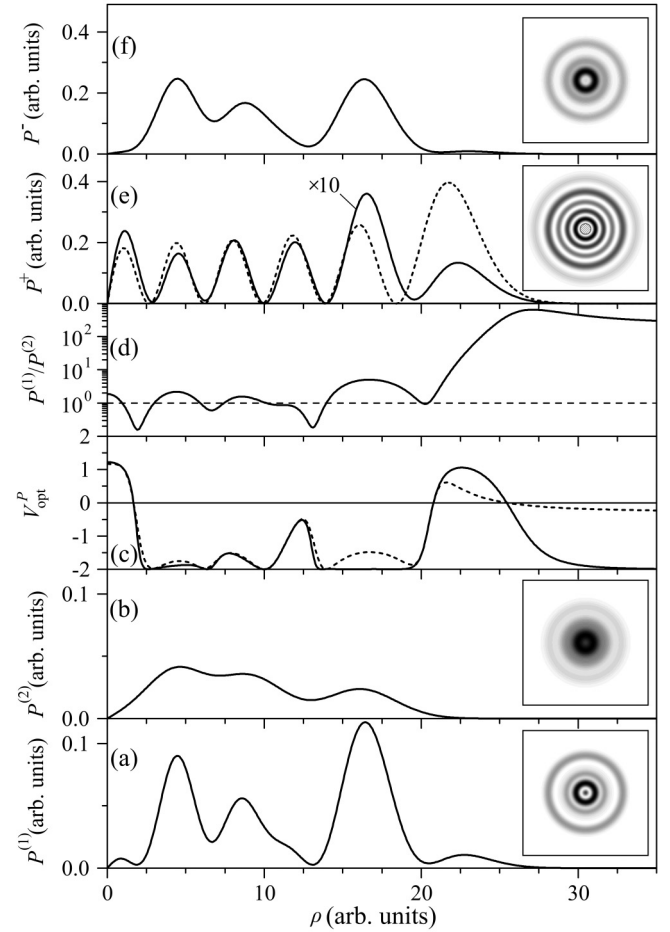 (f)
P⁻(arb. units)
0.4
0.2
0.0
(e)
×10
P⁺(arb. units)
0.4
0.2
0.0
(d)
P⁽¹⁾/P⁽²⁾
10²
10¹
10⁰
2
1
0
-1
-2
V_opt^P
(c)
(b)
P⁽²⁾(arb. units)
0.1
0.0
(a)
P⁽¹⁾(arb. units)
0.1
0.0
0 10 20 30
ρ (arb. units)